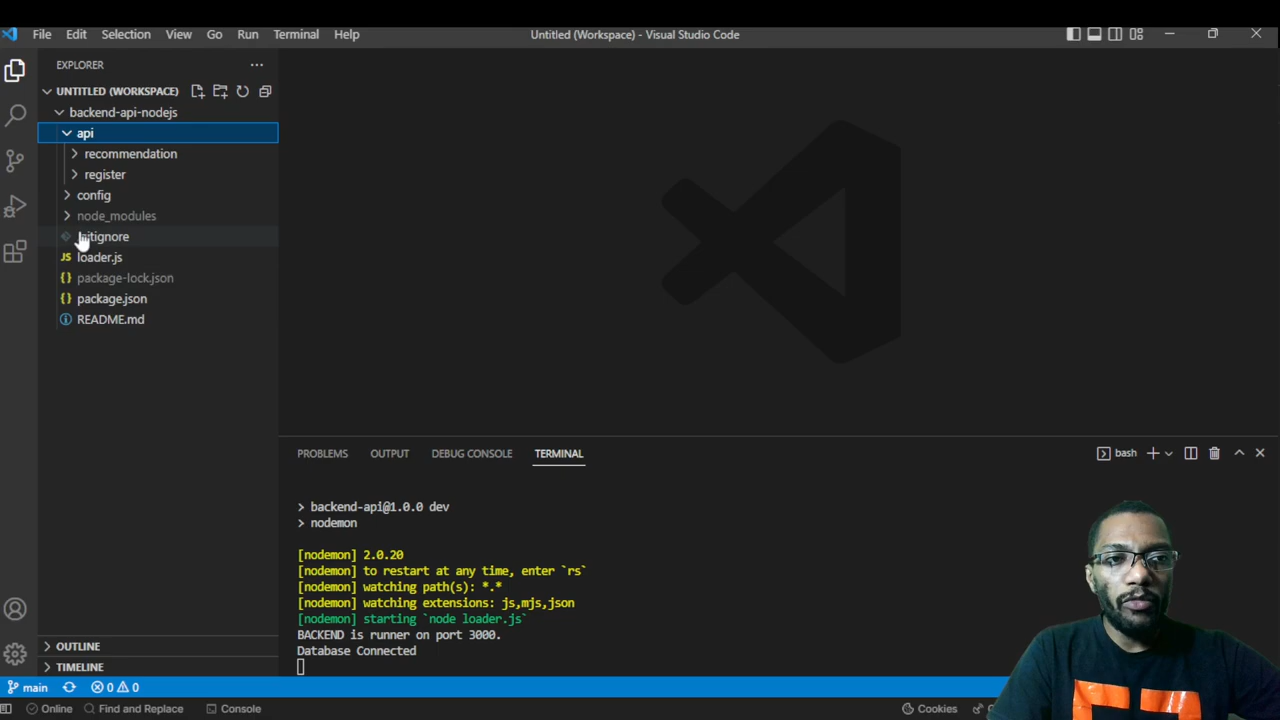 File Edit Selection View Go Run Terminal Help
Untitled (Workspace) - Visual Studio Code
EXPLORER
UNTITLED (WORKSPACE)
backend-api-nodejs
api
recommendation
register
config
node_modules
JS loader.js
{} package-lock.json
{} package.json
README.md
PROBLEMS OUTPUT DEBUG CONSOLE TERMINAL
bash
> backend-api@1.0.0 dev
> nodemon
[nodemon] 2.0.20
[nodemon] to restart at any time, enter `rs`
[nodemon] watching path(s): *.*
[nodemon] watching extensions: js,mjs,json
[nodemon] starting `node loader.js`
BACKEND is runner on port 3000.
Database Connected
OUTLINE
TIMELINE
main 0 0
Online Find and Replace Console
Cookies